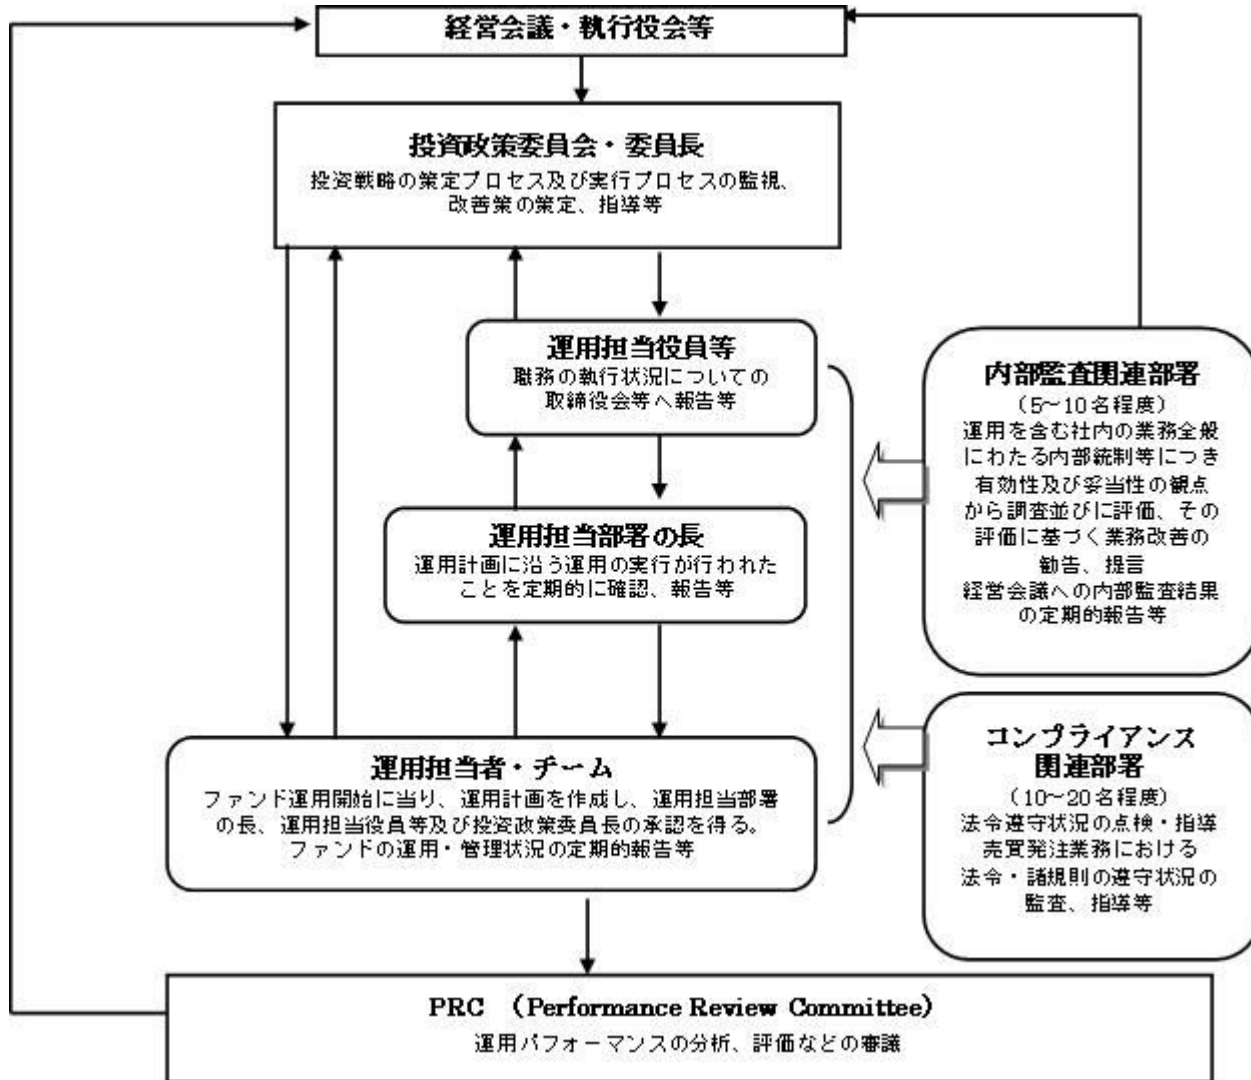 経営会議・執行役会等
投資政策委員会・委員長
投資戦略の策定プロセス及び実行プロセスの監視、
改善策の策定、指導等
運用担当役員等
職務の執行状況についての
取締役会等へ報告等
運用担当部署の長
運用計画に沿う運用の実行が行われた
ことを定期的に確認、報告等
運用担当者・チーム
ファンド運用開始に当り、運用計画を作成し、運用担当部署
の長、運用担当役員等及び投資政策委員長の承認を得る。
ファンドの運用・管理状況の定期的報告等
内部監査関連部署
（5～10名程度）
運用を含む社内の業務全般
にわたる内部統制等につき
有効性及び妥当性の観点
から調査並びに評価、その
評価に基づく業務改善の
勧告、提言
経営会議への内部監査結果
の定期的報告等
コンプライアンス
関連部署
（10～20名程度）
法令遵守状況の点検・指導
売買発注業務における
法令・諸規則の遵守状況の
監査、指導等
PRC （Performance Review Committee）
運用パフォーマンスの分析、評価などの審議